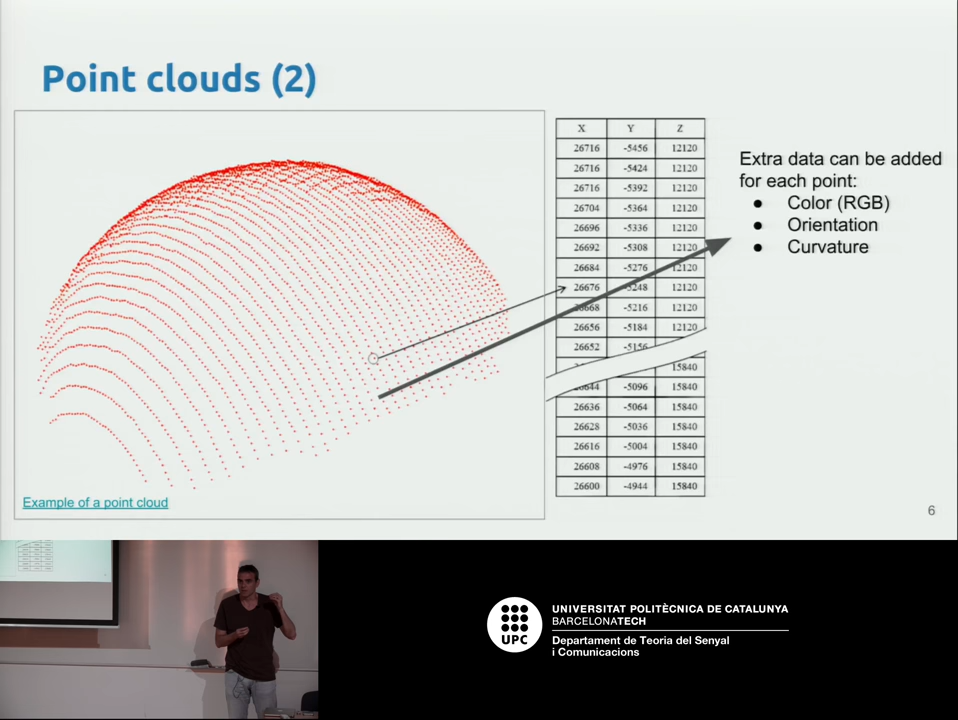 Point clouds (2)
X Y Z
26716 -5456 12120
26716 -5424 12120
26716 -5392 12120
26704 -5364 12120
26696 -5336 12120
26692 -5308 12120
26684 -5276 12120
26676 -5248 12120
26668 -5216 12120
26656 -5184 12120
26652 -5156
15840
26644 -5096 15840
26636 -5064 15840
26628 -5036 15840
26616 -5004 15840
26608 -4976 15840
26600 -4944 15840
Extra data can be added
for each point:
● Color (RGB)
● Orientation
● Curvature
Example of a point cloud
6
UPC
UNIVERSITAT POLITÈCNICA DE CATALUNYA
BARCELONATECH
Departament de Teoria del Senyal
i Comunicacions